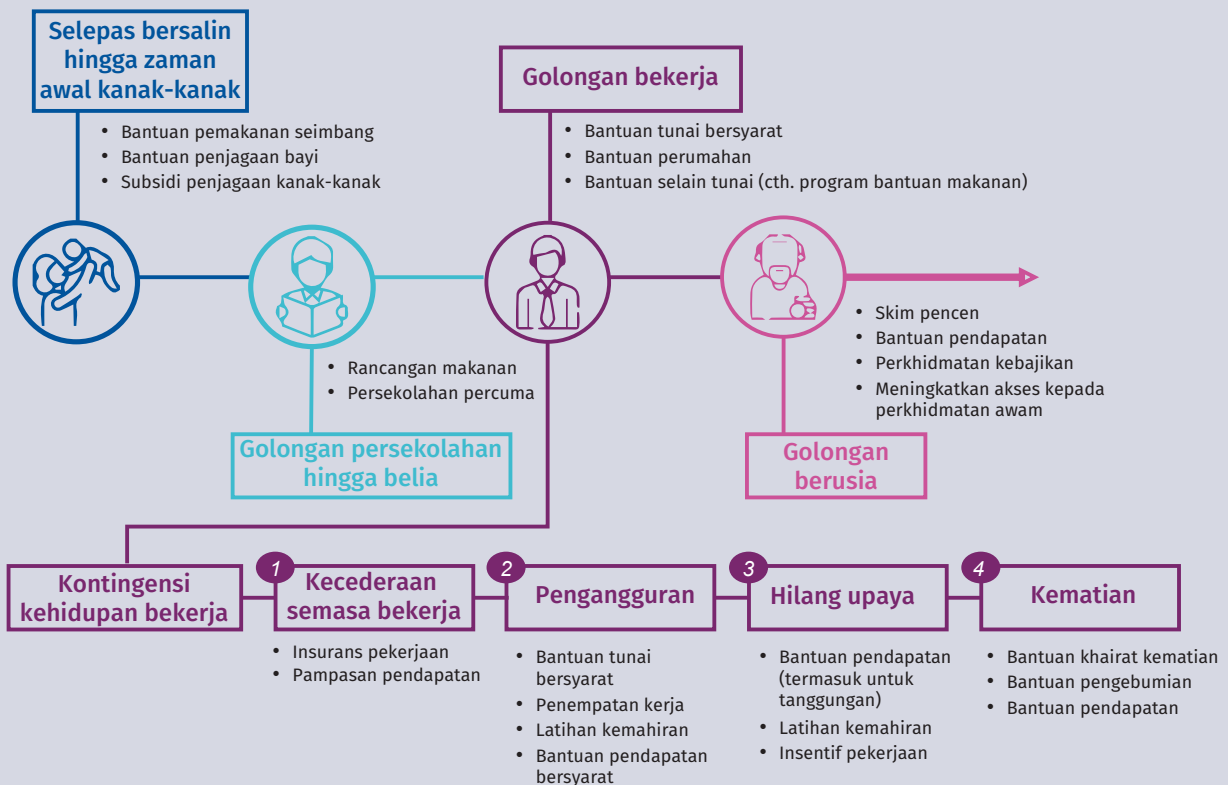 Selepas bersalin
hingga zaman
awal kanak-kanak
• Bantuan pemakanan seimbang
• Bantuan penjagaan bayi
• Subsidi penjagaan kanak-kanak
Golongan bekerja
• Bantuan tunai bersyarat
• Bantuan perumahan
• Bantuan selain tunai (cth. program bantuan makanan)
• Rancangan makanan
• Persekolahan percuma
Golongan persekolahan
hingga belia
• Skim pencen
• Bantuan pendapatan
• Perkhidmatan kebajikan
• Meningkatkan akses kepada
perkhidmatan awam
Golongan
berusia
Kontingensi
kehidupan bekerja
1
Kecederaan
semasa bekerja
• Insurans pekerjaan
• Pampasan pendapatan
2
Pengangguran
• Bantuan tunai
bersyarat
• Penempatan kerja
• Latihan kemahiran
• Bantuan pendapatan
bersyarat
3
Hilang upaya
• Bantuan pendapatan
(termasuk untuk
tanggungan)
• Latihan kemahiran
• Insentif pekerjaan
4
Kematian
• Bantuan khairat kematian
• Bantuan pengebumian
• Bantuan pendapatan